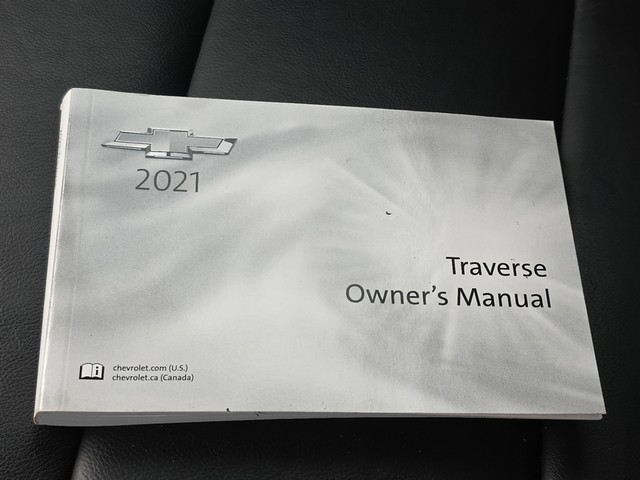 2021
Traverse
Owner's Manual
chevrolet.com (U.S.)
chevrolet.ca (Canada)